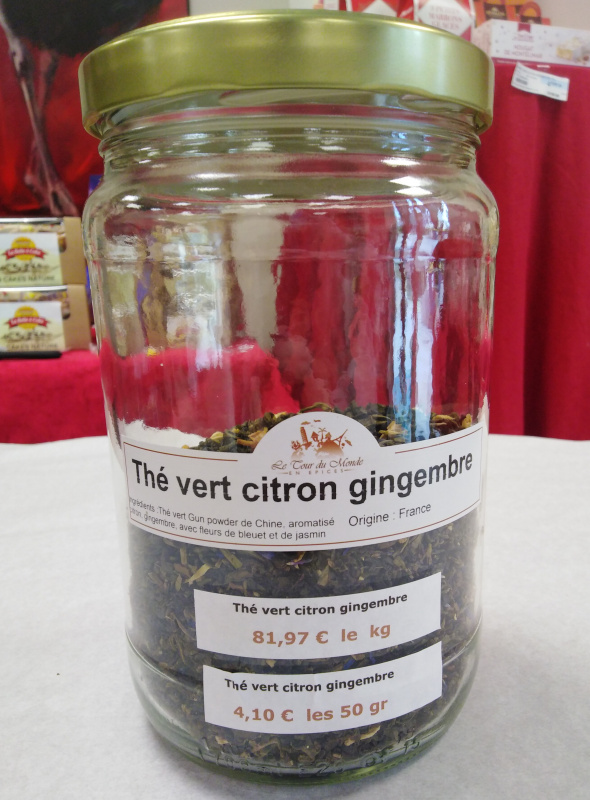 Le Tour du Monde
EN EPICES
Thé vert citron gingembre
Ingrédients :Thé vert Gun powder de Chine, aromatisé
citron, gingembre, avec fleurs de bleuet et de jasmin
Origine : France
Thé vert citron gingembre
81,97 € le kg
Thé vert citron gingembre
4,10 € les 50 gr